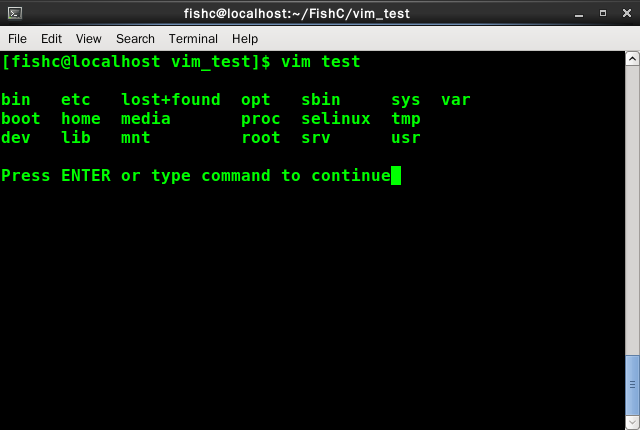 fishc@localhost:~/FishC/vim_test
File Edit View Search Terminal Help
[fishc@localhost vim_test]$ vim test
bin etc lost+found opt sbin sys var
boot home media proc selinux tmp
dev lib mnt root srv usr
Press ENTER or type command to continue